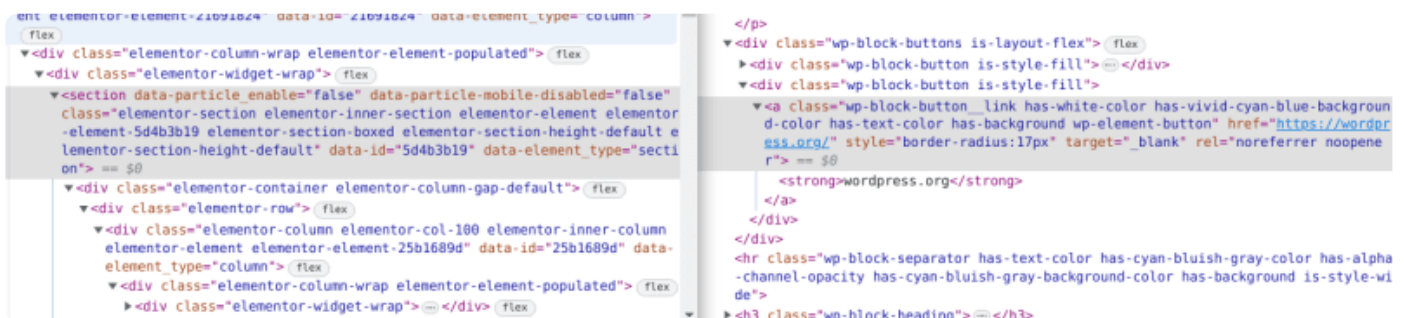 ent elementor-element-21691824" data-id="21691824" data-element_type="column">
flex
▼<div class="elementor-column-wrap elementor-element-populated"> flex
▼<div class="elementor-widget-wrap"> flex
▼<section data-particle_enable="false" data-particle-mobile-disabled="false"
class="elementor-section elementor-inner-section elementor-element elementor
-element-5d4b3b19 elementor-section-boxed elementor-section-height-default e
lementor-section-height-default" data-id="5d4b3b19" data-element_type="secti
on"> == $0
▼<div class="elementor-container elementor-column-gap-default"> flex
▼<div class="elementor-row"> flex
▼<div class="elementor-column elementor-col-100 elementor-inner-column
elementor-element elementor-element-25b1689d" data-id="25b1689d" data-
element_type="column"> flex
▼<div class="elementor-column-wrap elementor-element-populated"> flex
▶<div class="elementor-widget-wrap">⋯</div> flex
</p>
▼<div class="wp-block-buttons is-layout-flex"> flex
▶<div class="wp-block-button is-style-fill">⋯</div>
▼<div class="wp-block-button is-style-fill">
▼<a class="wp-block-button__link has-white-color has-vivid-cyan-blue-backgroun
d-color has-text-color has-background wp-element-button" href="https://wordpr
ess.org/" style="border-radius:17px" target="_blank" rel="noreferrer noopene
r"> == $0
<strong>wordpress.org</strong>
</a>
</div>
</div>
<hr class="wp-block-separator has-text-color has-cyan-bluish-gray-color has-alpha
-channel-opacity has-cyan-bluish-gray-background-color has-background is-style-wi
de">
▶<h3 class="wp-block-heading">⋯</h3>